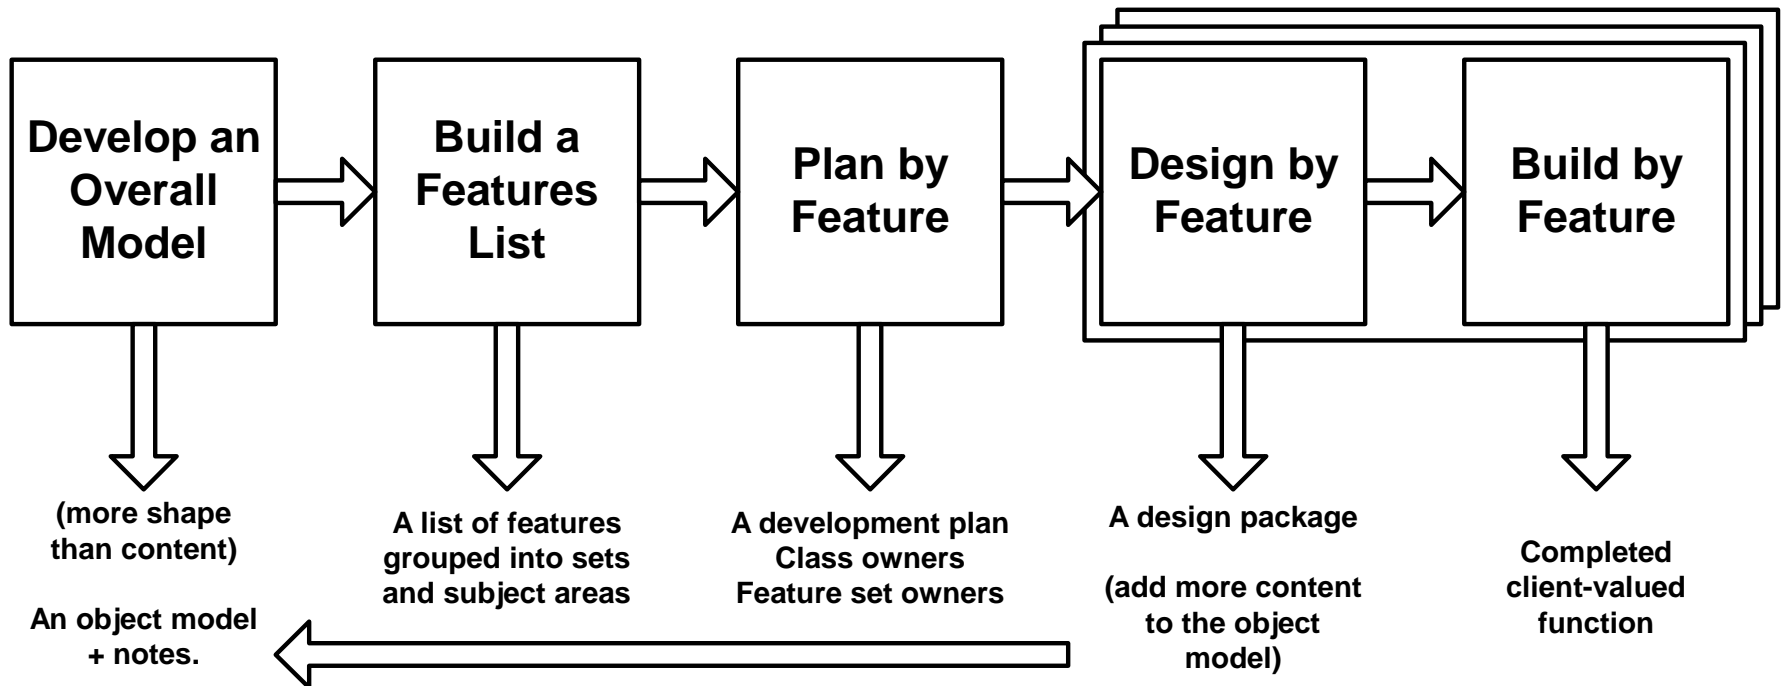 Develop an
Overall
Model
Build a
Features
List
Plan by
Feature
Design by
Feature
Build by
Feature
(more shape
than content)
An object model
+ notes.
A list of features
grouped into sets
and subject areas
A development plan
Class owners
Feature set owners
A design package
(add more content
to the object
model)
Completed
client-valued
function